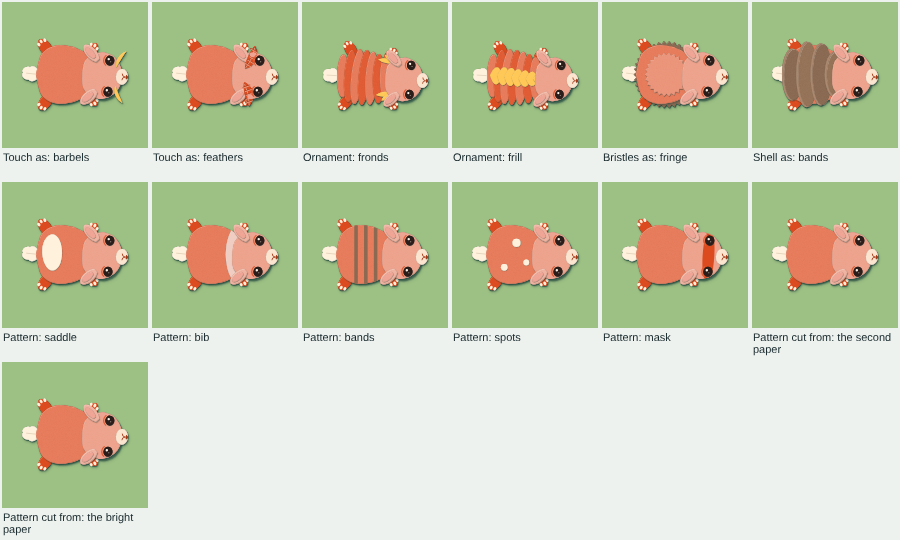 Touch as: barbels
Touch as: feathers
Ornament: fronds
Ornament: frill
Bristles as: fringe
Shell as: bands
Pattern: saddle
Pattern: bib
Pattern: bands
Pattern: spots
Pattern: mask
Pattern cut from: the second
paper
Pattern cut from: the bright
paper